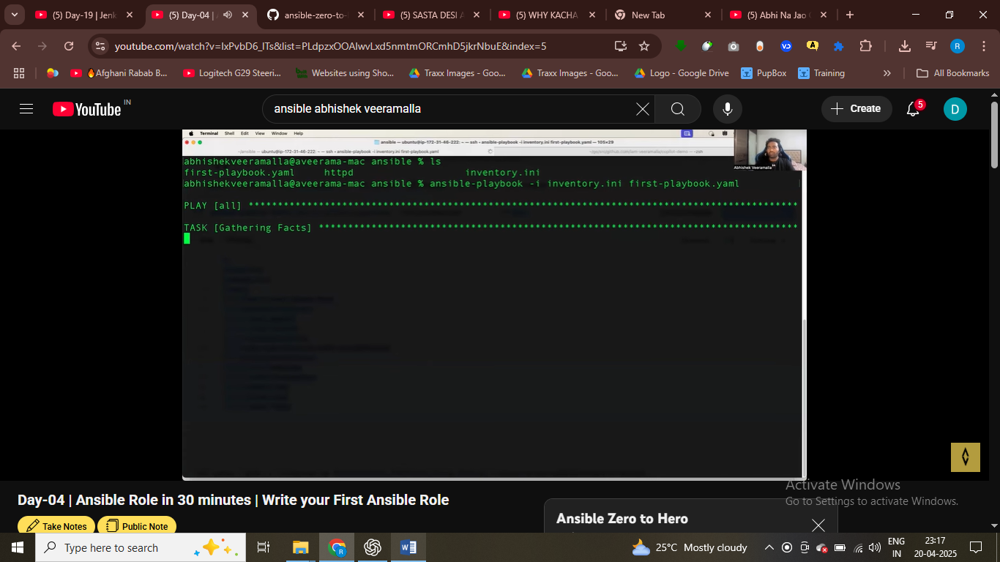 (5) Day-19 | Jenk
(5) Day-04 | A
ansible-zero-to-
(5) SASTA DESI A
(5) WHY KACHA
New Tab
(5) Abhi Na Jao
youtube.com/watch?v=IxPvbD6_ITs&list=PLdpzxOOAlwvLxd5nmtmORCmhD5jkrNbuE&index=5
R
Afghani Rabab B...
Logitech G29 Steeri...
Websites using Sho...
Traxx Images - Goo...
Traxx Images - Goo...
Logo - Google Drive
PupBox
Training
»
All Bookmarks
YouTube IN
ansible abhishek veeramalla
Create
5
D
Terminal Shell Edit View Window Help
ansible — ubuntu@ip-172-31-46-222: ~ — ssh - ansible-playbook -i inventory.ini first-playbook.yaml — 105×29
abhishekveeramalla@aveerama-mac ansible % ls
first-playbook.yaml httpd inventory.ini
abhishekveeramalla@aveerama-mac ansible % ansible-playbook -i inventory.ini first-playbook.yaml
PLAY [all] ************************************************************************************************
TASK [Gathering Facts] ************************************************************************************
Abhishek Veeramalla
Day-04 | Ansible Role in 30 minutes | Write your First Ansible Role
Take Notes
Public Note
Ansible Zero to Hero
Activate Windows
Go to Settings to activate Windows.
Type here to search
25°C Mostly cloudy
ENG
IN
23:17
20-04-2025